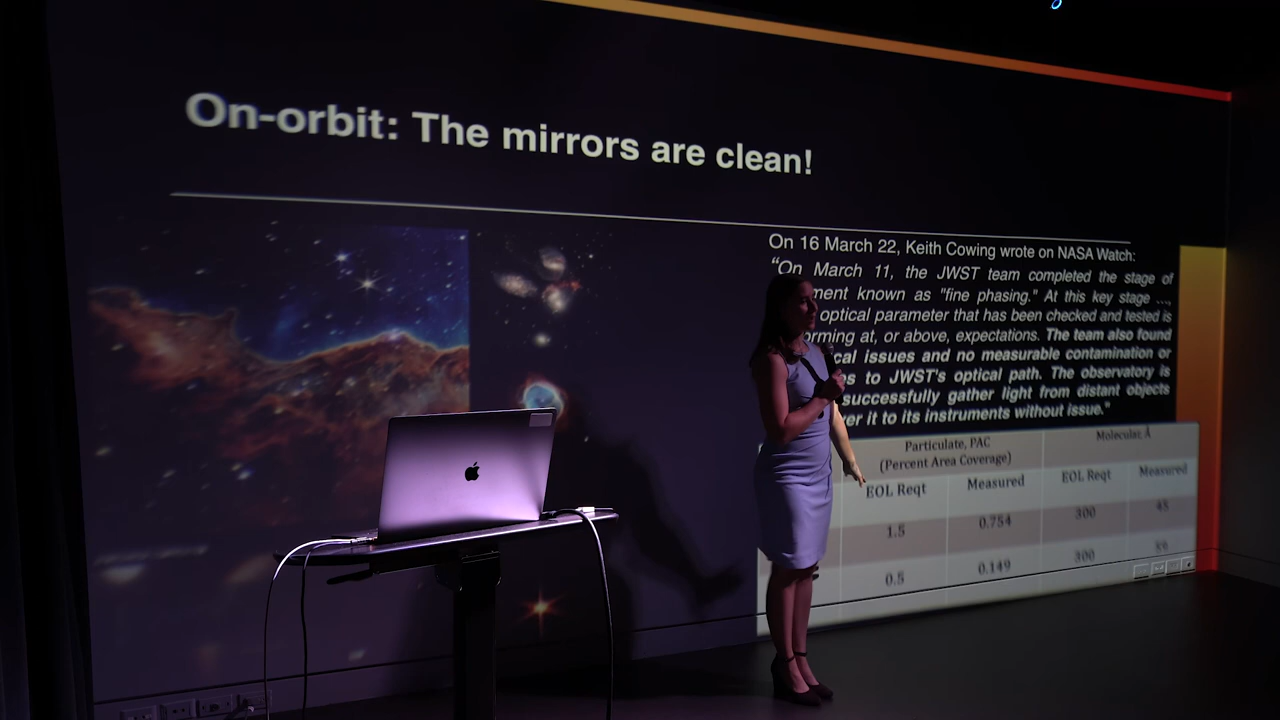 On-orbit: The mirrors are clean!
On 16 March 22, Keith Cowing wrote on NASA Watch:
“On March 11, the JWST team completed the stage of
known as "fine phasing." At this key stage ...,
optical parameter that has been checked and tested is
at, or above, expectations. The team also found
issues and no measurable contamination or
to JWST's optical path. The observatory is
successfully gather light from distant objects
it to its instruments without issue."
Particulate, PAC Molecular, Å
(Percent Area Coverage)
EOL Reqt Measured EOL Reqt Measured
1.5 0.754 300 45
0.5 0.149 300